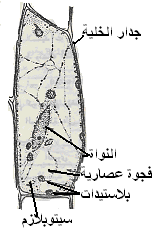 جدار الخلية
النواة
فجوة عصارية
بلاستيدات
سيتوبلازم